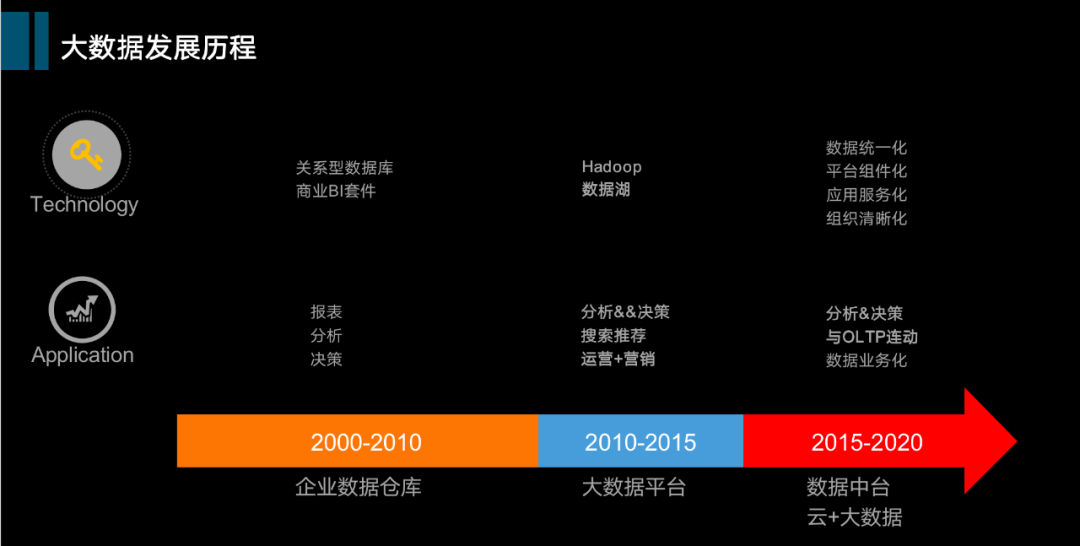 大数据发展历程
Technology
关系型数据库
商业BI套件
Hadoop
数据湖
数据统一化
平台组件化
应用服务化
组织清晰化
Application
报表
分析
决策
分析&&决策
搜索推荐
运营+营销
分析&决策
与OLTP连动
数据业务化
2000-2010
2010-2015
2015-2020
企业数据仓库
大数据平台
数据中台
云+大数据